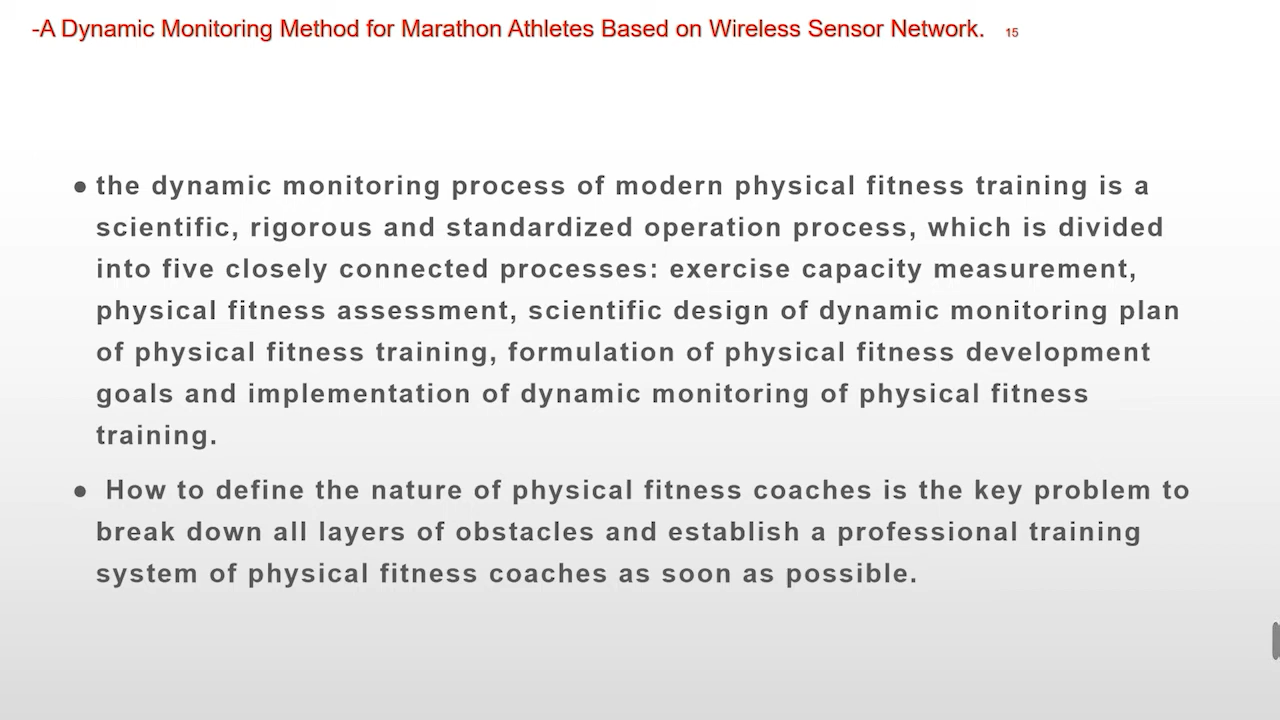 -A Dynamic Monitoring Method for Marathon Athletes Based on Wireless Sensor Network. 15
● the dynamic monitoring process of modern physical fitness training is a
scientific, rigorous and standardized operation process, which is divided
into five closely connected processes: exercise capacity measurement,
physical fitness assessment, scientific design of dynamic monitoring plan
of physical fitness training, formulation of physical fitness development
goals and implementation of dynamic monitoring of physical fitness
training.
● How to define the nature of physical fitness coaches is the key problem to
break down all layers of obstacles and establish a professional training
system of physical fitness coaches as soon as possible.